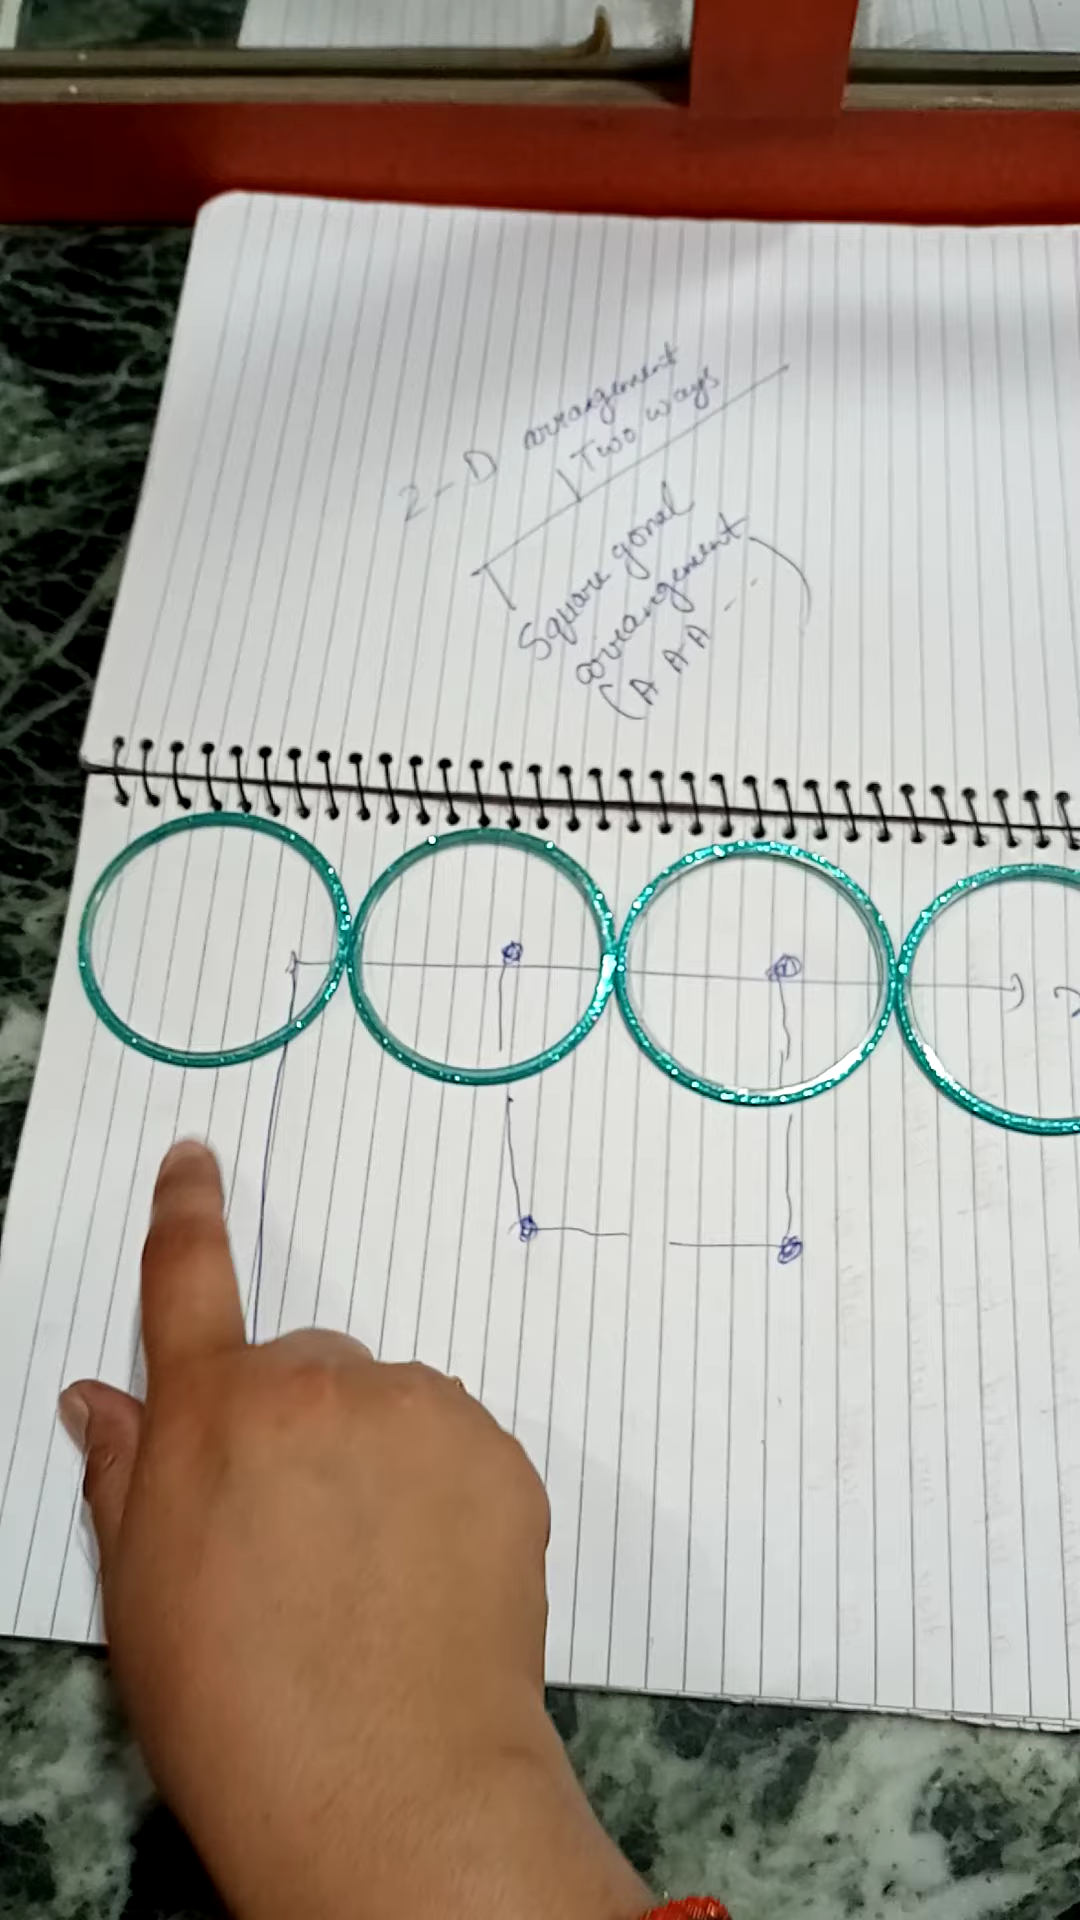 2-D arrangement
Two ways
Square gonal
arrangement
(A A A - - )